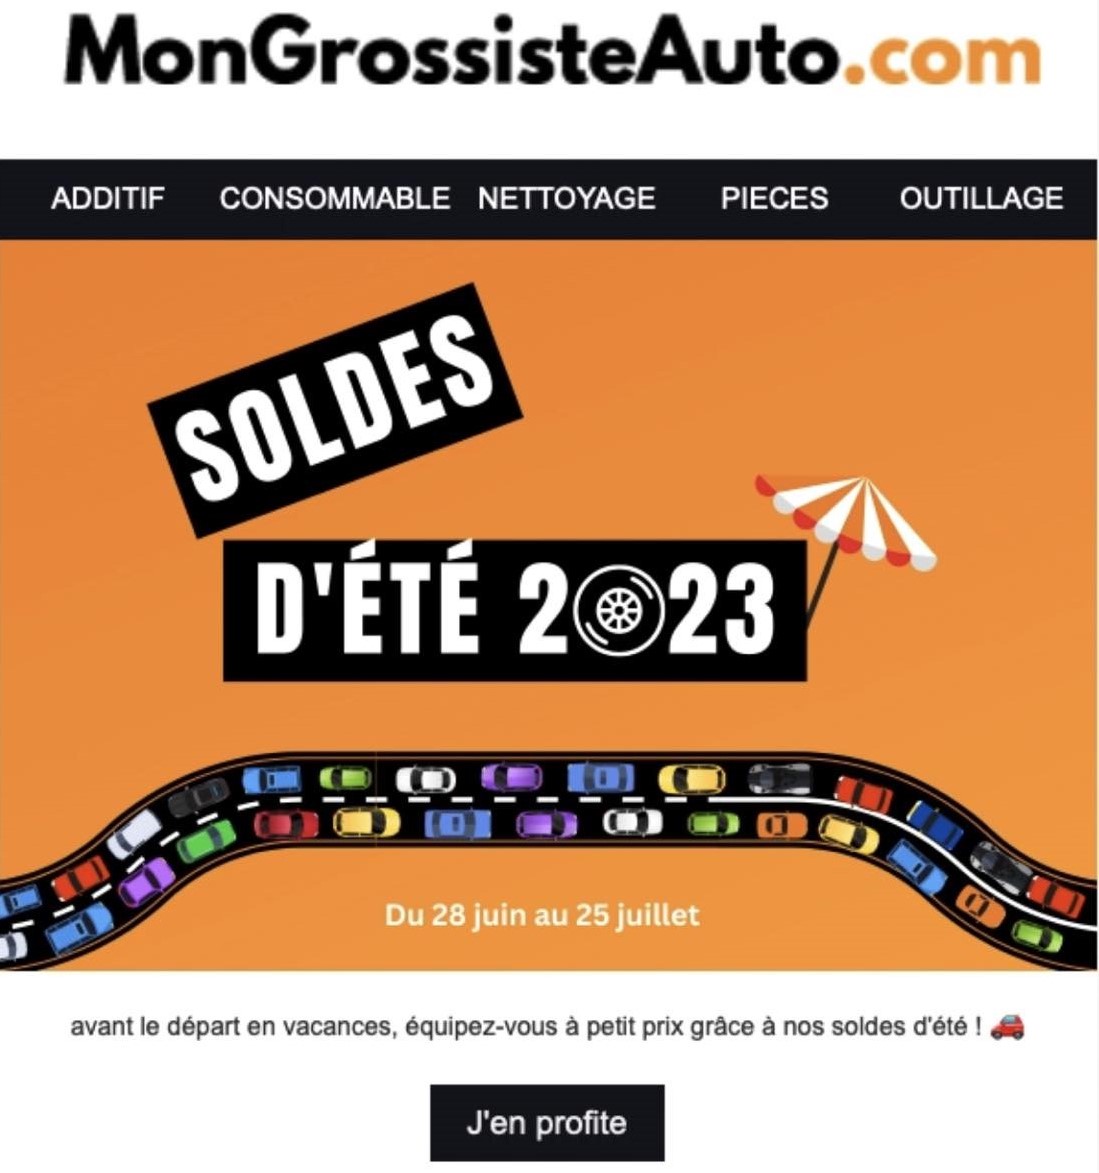 MonGrossisteAuto.com
ADDITIF CONSOMMABLE NETTOYAGE PIECES OUTILLAGE
SOLDES
D'ÉTÉ 2023
Du 28 juin au 25 juillet
avant le départ en vacances, équipez-vous à petit prix grâce à nos soldes d'été ! 🚗
J'en profite